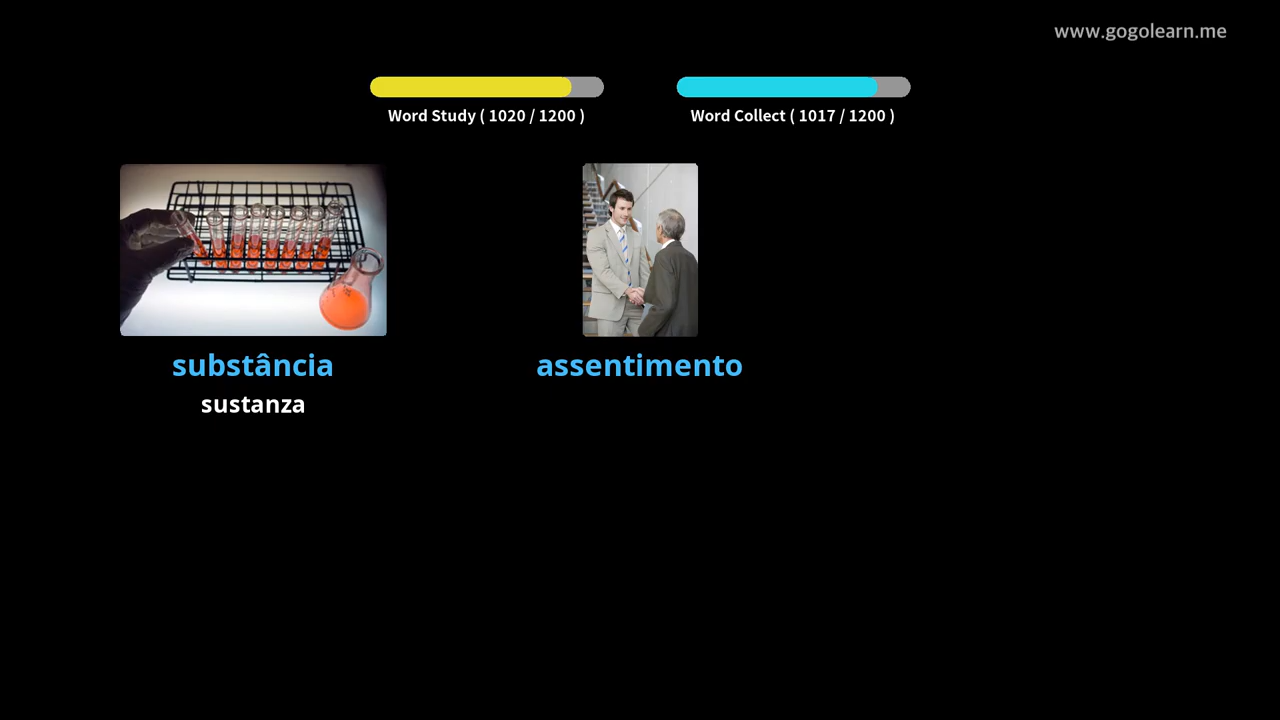 www.gogolearn.me
Word Study ( 1020 / 1200 )
Word Collect ( 1017 / 1200 )
substância
assentimento
sustanza